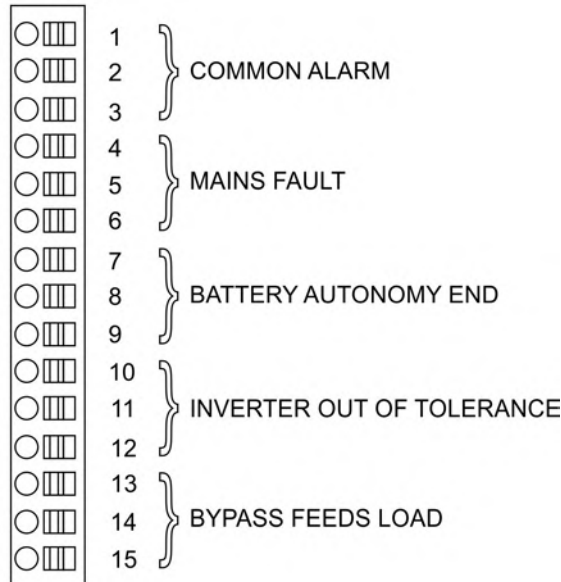 1
2 COMMON ALARM
3
4
5 MAINS FAULT
6
7
8 BATTERY AUTONOMY END
9
10
11 INVERTER OUT OF TOLERANCE
12
13
14 BYPASS FEEDS LOAD
15